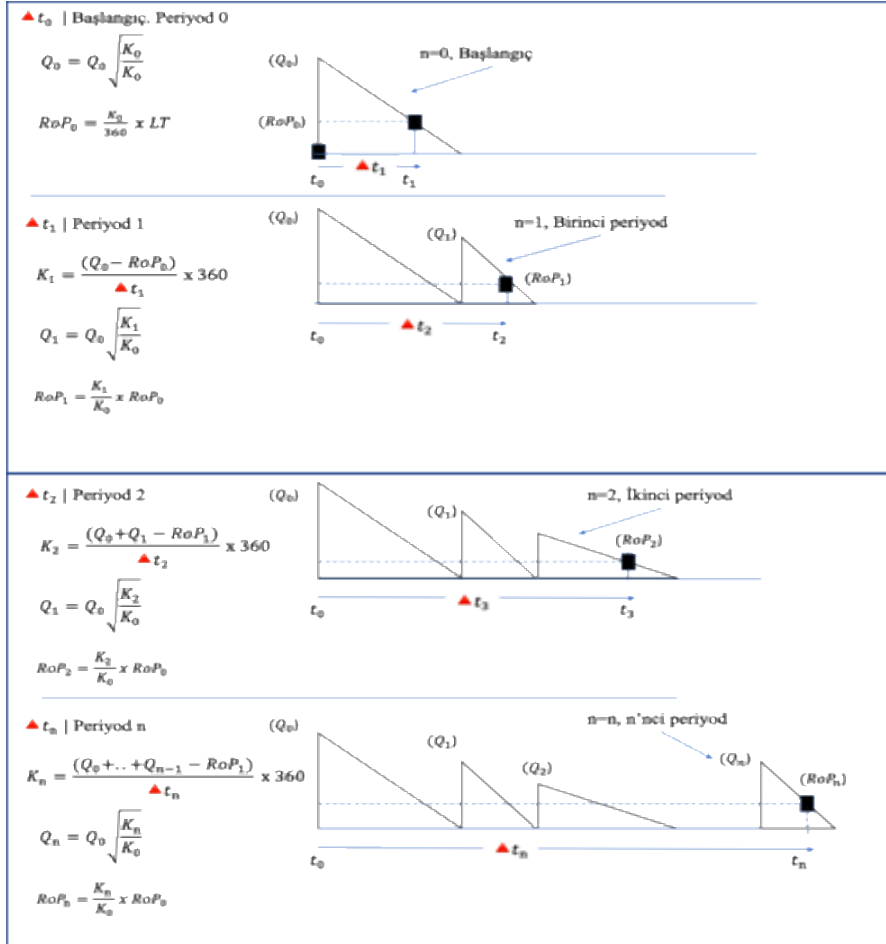 ▲ t₀ | Başlangıç. Periyod 0
Q₀ = Q₀ √(K₀/K₀)
RoP₀ = K₀/360 x LT
(Q₀)
n=0, Başlangıç
(RoP₀)
▲ t₁
t₀ t₁
▲ t₁ | Periyod 1
K₁ = (Q₀ − RoP₀)/▲ t₁ x 360
Q₁ = Q₀ √(K₁/K₀)
RoP₁ = K₁/K₀ x RoP₀
(Q₀)
(Q₁)
n=1, Birinci periyod
(RoP₁)
▲ t₂
t₀ t₂
▲ t₂ | Periyod 2
K₂ = (Q₀+Q₁ − RoP₁)/▲ t₂ x 360
Q₁ = Q₀ √(K₂/K₀)
RoP₂ = K₂/K₀ x RoP₀
(Q₀)
(Q₁)
n=2, İkinci periyod
(RoP₂)
▲ t₃
t₀ t₃
▲ tₙ | Periyod n
Kₙ = (Q₀+..+Qₙ₋₁ − RoP₁)/▲ tₙ x 360
Qₙ = Q₀ √(Kₙ/K₀)
RoPₙ = Kₙ/K₀ x RoP₀
(Q₀)
(Q₁)
(Q₂)
n=n, n'nci periyod
(Qₙ)
(RoPₙ)
▲ tₙ
t₀ tₙ